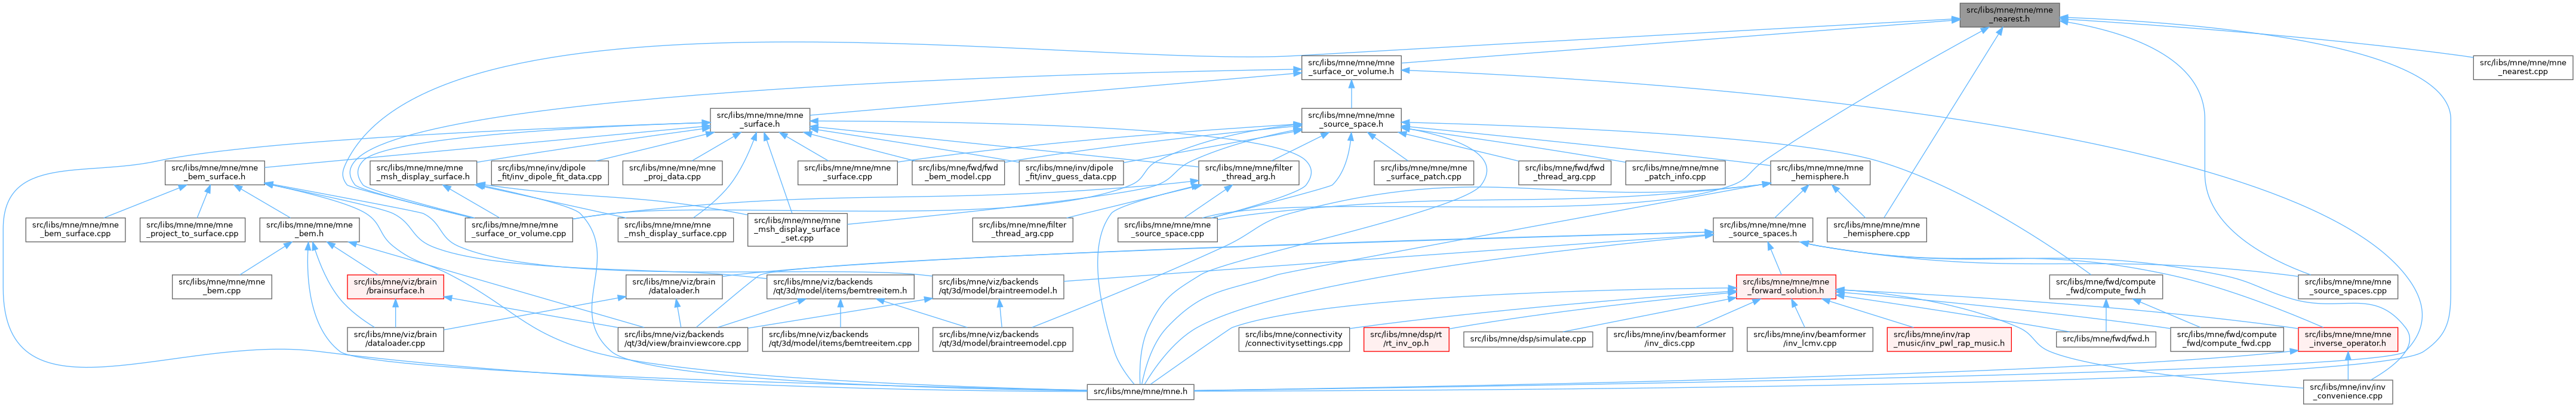 src/libs/mne/mne/mne
_nearest.h
src/libs/mne/mne/mne
_surface_or_volume.h
src/libs/mne/mne/mne
_nearest.cpp
src/libs/mne/mne/mne
_surface.h
src/libs/mne/mne/mne
_source_space.h
src/libs/mne/mne/mne
_bem_surface.h
src/libs/mne/mne/mne
_msh_display_surface.h
src/libs/mne/inv/dipole
_fit/inv_dipole_fit_data.cpp
src/libs/mne/mne/mne
_proj_data.cpp
src/libs/mne/mne/mne
_surface.cpp
src/libs/mne/fwd/fwd
_bem_model.cpp
src/libs/mne/inv/dipole
_fit/inv_guess_data.cpp
src/libs/mne/mne/filter
_thread_arg.h
src/libs/mne/mne/mne
_surface_patch.cpp
src/libs/mne/fwd/fwd
_thread_arg.cpp
src/libs/mne/mne/mne
_patch_info.cpp
src/libs/mne/mne/mne
_hemisphere.h
src/libs/mne/mne/mne
_bem_surface.cpp
src/libs/mne/mne/mne
_project_to_surface.cpp
src/libs/mne/mne/mne
_bem.h
src/libs/mne/mne/mne
_surface_or_volume.cpp
src/libs/mne/mne/mne
_msh_display_surface.cpp
src/libs/mne/mne/mne
_msh_display_surface
_set.cpp
src/libs/mne/mne/filter
_thread_arg.cpp
src/libs/mne/mne/mne
_source_space.cpp
src/libs/mne/mne/mne
_source_spaces.h
src/libs/mne/mne/mne
_hemisphere.cpp
src/libs/mne/mne/mne
_bem.cpp
src/libs/mne/viz/brain
/brainsurface.h
src/libs/mne/viz/brain
/dataloader.h
src/libs/mne/viz/backends
/qt/3d/model/items/bemtreeitem.h
src/libs/mne/viz/backends
/qt/3d/model/braintreemodel.h
src/libs/mne/mne/mne
_forward_solution.h
src/libs/mne/fwd/compute
_fwd/compute_fwd.h
src/libs/mne/mne/mne
_source_spaces.cpp
src/libs/mne/viz/brain
/dataloader.cpp
src/libs/mne/viz/backends
/qt/3d/view/brainviewcore.cpp
src/libs/mne/viz/backends
/qt/3d/model/items/bemtreeitem.cpp
src/libs/mne/viz/backends
/qt/3d/model/braintreemodel.cpp
src/libs/mne/connectivity
/connectivitysettings.cpp
src/libs/mne/dsp/rt
/rt_inv_op.h
src/libs/mne/dsp/simulate.cpp
src/libs/mne/inv/beamformer
/inv_dics.cpp
src/libs/mne/inv/beamformer
/inv_lcmv.cpp
src/libs/mne/inv/rap
_music/inv_pwl_rap_music.h
src/libs/mne/fwd/fwd.h
src/libs/mne/fwd/compute
_fwd/compute_fwd.cpp
src/libs/mne/mne/mne
_inverse_operator.h
src/libs/mne/mne/mne.h
src/libs/mne/inv/inv
_convenience.cpp